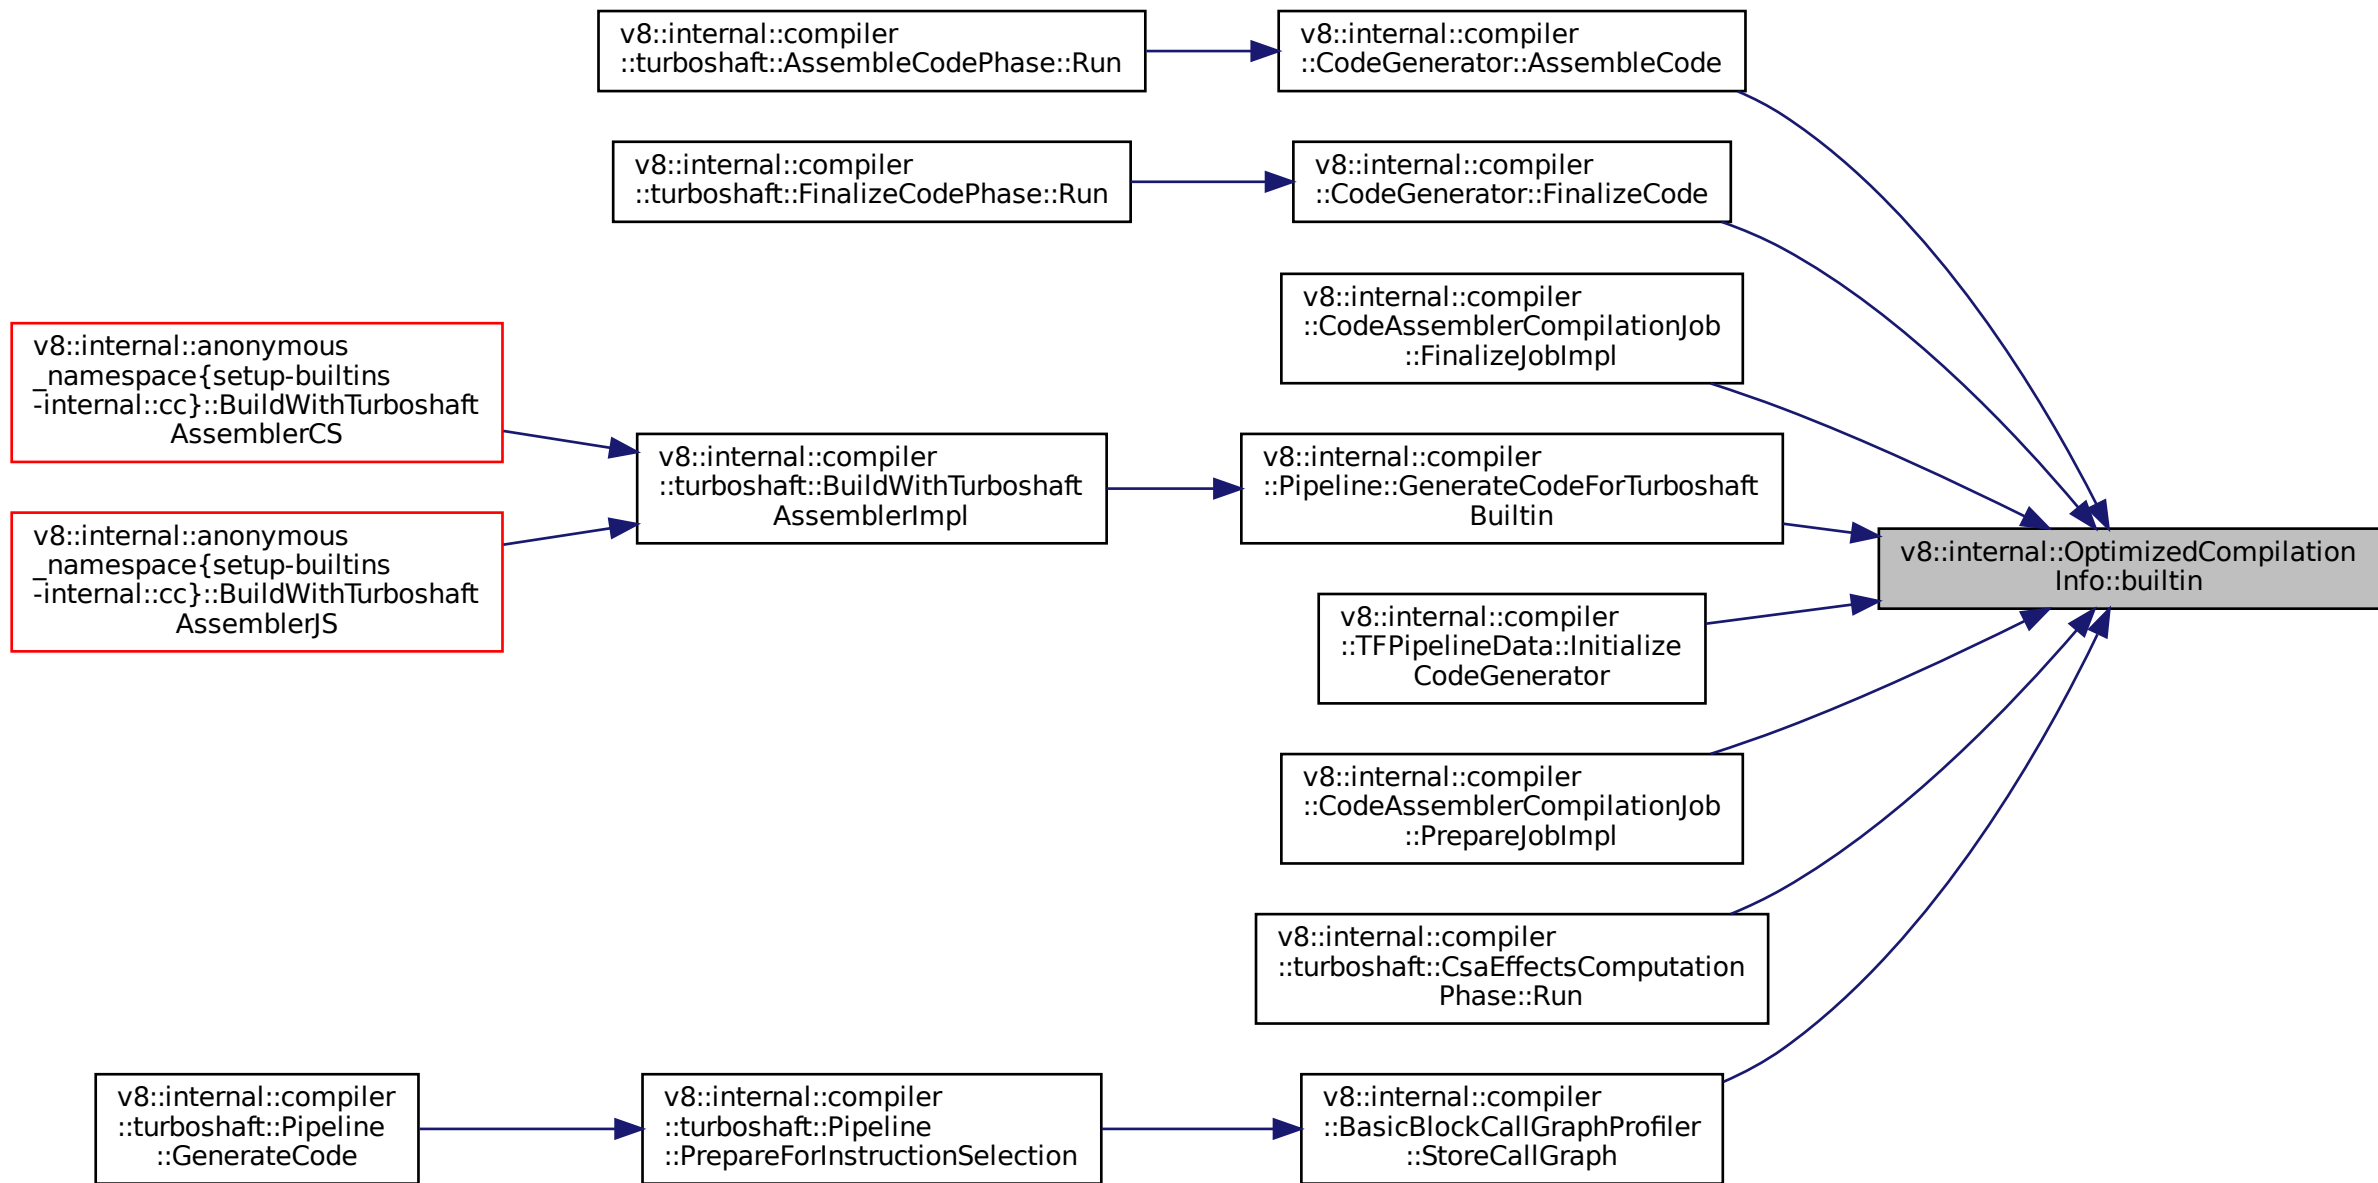 v8::internal::compiler
::turboshaft::AssembleCodePhase::Run
v8::internal::compiler
::CodeGenerator::AssembleCode
v8::internal::compiler
::turboshaft::FinalizeCodePhase::Run
v8::internal::compiler
::CodeGenerator::FinalizeCode
v8::internal::compiler
::CodeAssemblerCompilationJob
::FinalizeJobImpl
v8::internal::anonymous
_namespace{setup-builtins
-internal::cc}::BuildWithTurboshaft
AssemblerCS
v8::internal::compiler
::turboshaft::BuildWithTurboshaft
AssemblerImpl
v8::internal::compiler
::Pipeline::GenerateCodeForTurboshaft
Builtin
v8::internal::anonymous
_namespace{setup-builtins
-internal::cc}::BuildWithTurboshaft
AssemblerJS
v8::internal::OptimizedCompilation
Info::builtin
v8::internal::compiler
::TFPipelineData::Initialize
CodeGenerator
v8::internal::compiler
::CodeAssemblerCompilationJob
::PrepareJobImpl
v8::internal::compiler
::turboshaft::CsaEffectsComputation
Phase::Run
v8::internal::compiler
::turboshaft::Pipeline
::GenerateCode
v8::internal::compiler
::turboshaft::Pipeline
::PrepareForInstructionSelection
v8::internal::compiler
::BasicBlockCallGraphProfiler
::StoreCallGraph